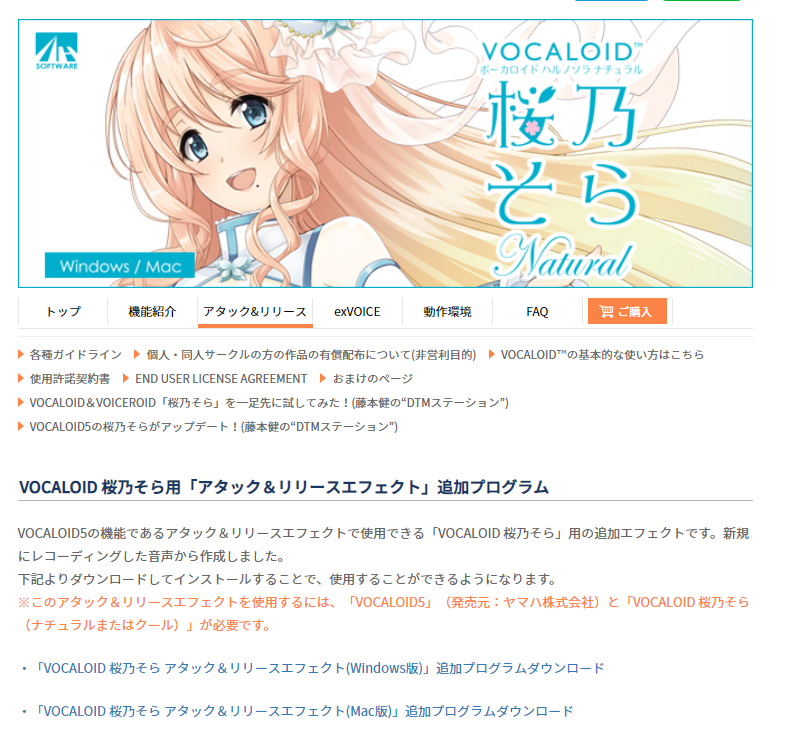 AH
SOFTWARE
VOCALOID™
ボーカロイド ハルノソラ ナチュラル
桜乃
そら
Natural
Windows / Mac
トップ
機能紹介
アタック&リリース
exVOICE
動作環境
FAQ
ご購入
各種ガイドライン
個人・同人サークルの方の作品の有償配布について(非営利目的)
VOCALOID™の基本的な使い方はこちら
使用許諾契約書
END USER LICENSE AGREEMENT
おまけのページ
VOCALOID＆VOICEROID「桜乃そら」を一足先に試してみた！(藤本健の“DTMステーション”)
VOCALOID5の桜乃そらがアップデート！(藤本健の“DTMステーション”)
VOCALOID 桜乃そら用「アタック＆リリースエフェクト」追加プログラム
VOCALOID5の機能であるアタック＆リリースエフェクトで使用できる「VOCALOID 桜乃そら」用の追加エフェクトです。新規
にレコーディングした音声から作成しました。
下記よりダウンロードしてインストールすることで、使用することができるようになります。
※このアタック＆リリースエフェクトを使用するには、「VOCALOID5」（発売元：ヤマハ株式会社）と「VOCALOID 桜乃そら
（ナチュラルまたはクール）」が必要です。
・「VOCALOID 桜乃そら アタック＆リリースエフェクト(Windows版)」追加プログラムダウンロード
・「VOCALOID 桜乃そら アタック＆リリースエフェクト(Mac版)」追加プログラムダウンロード